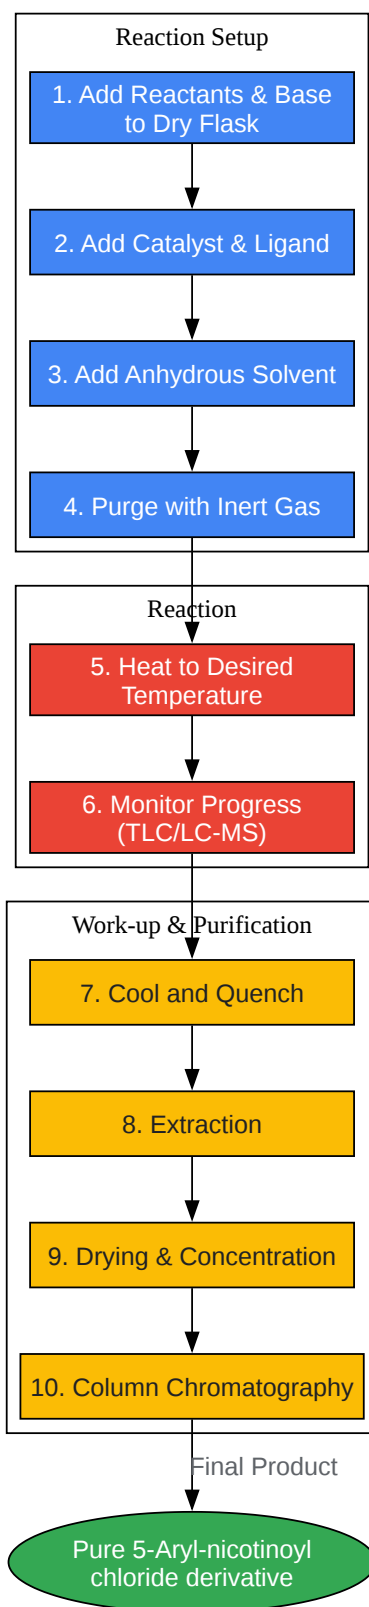 Reaction Setup
1. Add Reactants & Base
to Dry Flask
2. Add Catalyst & Ligand
3. Add Anhydrous Solvent
4. Purge with Inert Gas
Reaction
5. Heat to Desired
Temperature
6. Monitor Progress
(TLC/LC-MS)
Work-up & Purification
7. Cool and Quench
8. Extraction
9. Drying & Concentration
10. Column Chromatography
Final Product
Pure 5-Aryl-nicotinoyl
chloride derivative